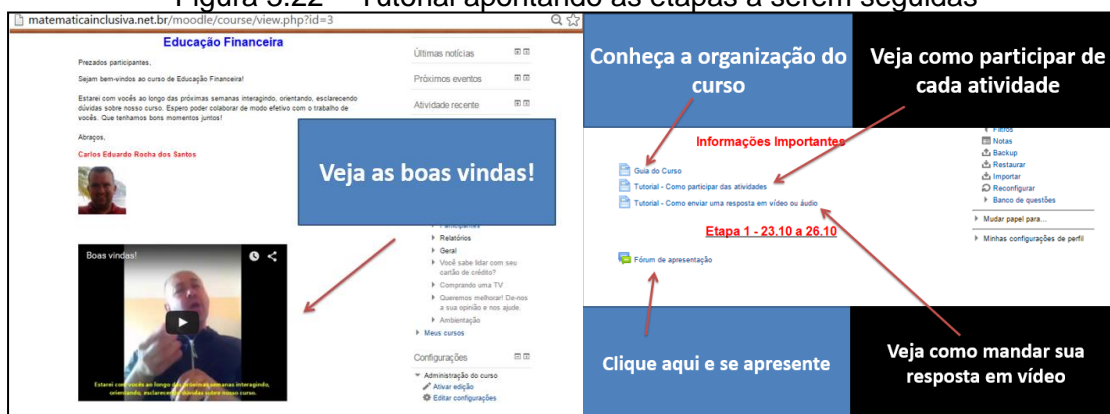 Figura 5.22 – Tutorial apontando as etapas a serem seguidas
matematicainclusiva.net.br/moodle/course/view.php?id=3
Educação Financeira
Prezados participantes,
Sejam bem-vindos ao curso de Educação Financeira!
Estarei com vocês ao longo das próximas semanas interagindo, orientando, esclarecendo
dúvidas sobre nosso curso. Espero poder colaborar de modo efetivo com o trabalho de
vocês. Que tenhamos bons momentos juntos!
Abraços,
Carlos Eduardo Rocha dos Santos
Boas vindas!
Estarei com vocês ao longo das próximas semanas interagindo,
orientando, esclarecendo dúvidas sobre nosso curso.
Últimas notícias
Próximos eventos
Atividade recente
Veja as boas vindas!
Participantes
Relatórios
Geral
Você sabe lidar com seu
cartão de crédito?
Comprando uma TV
Queremos melhorar! De-nos
a sua opinião e nos ajude.
Ambientação
Meus cursos
Configurações
Administração do curso
Ativar edição
Editar configurações
Conheça a organização do
curso
Veja como participar de
cada atividade
Informações Importantes
Guia do Curso
Tutorial - Como participar das atividades
Tutorial - Como enviar uma resposta em vídeo ou áudio
Etapa 1 - 23.10 a 26.10
Fórum de apresentação
Filtros
Notas
Backup
Restaurar
Importar
Reconfigurar
Banco de questões
Mudar papel para...
Minhas configurações de perfil
Clique aqui e se apresente
Veja como mandar sua
resposta em vídeo